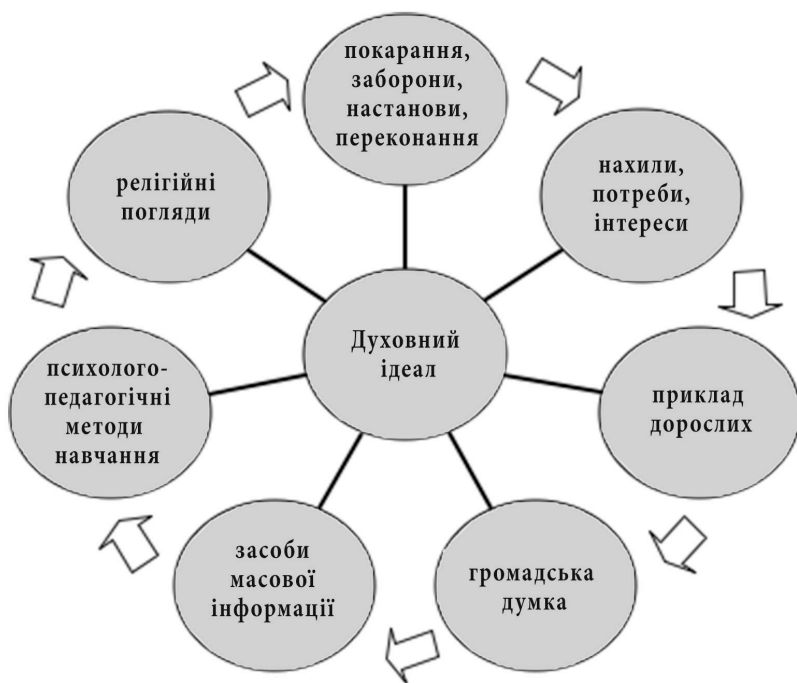 покарання,
заборони,
настанови,
переконання
нахили,
потреби,
інтереси
приклад
дорослих
громадська
думка
засоби
масової
інформації
психолого-
педагогічні
методи
навчання
релігійні
погляди
Духовний
ідеал